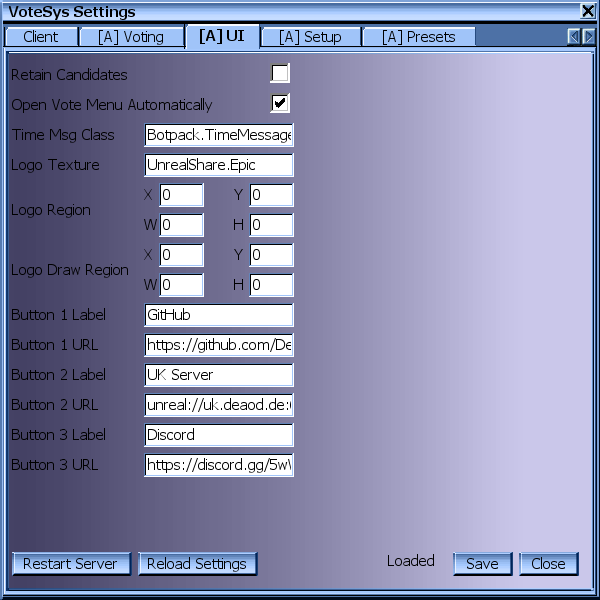 VoteSys Settings
Client [A] Voting [A] UI [A] Setup [A] Presets
Retain Candidates
Open Vote Menu Automatically
Time Msg Class Botpack.TimeMessage
Logo Texture UnrealShare.Epic
X 0 Y 0
Logo Region
W 0 H 0
X 0 Y 0
Logo Draw Region
W 0 H 0
Button 1 Label GitHub
Button 1 URL https://github.com/De
Button 2 Label UK Server
Button 2 URL unreal://uk.deaod.de:
Button 3 Label Discord
Button 3 URL https://discord.gg/5w
Restart Server Reload Settings Loaded Save Close